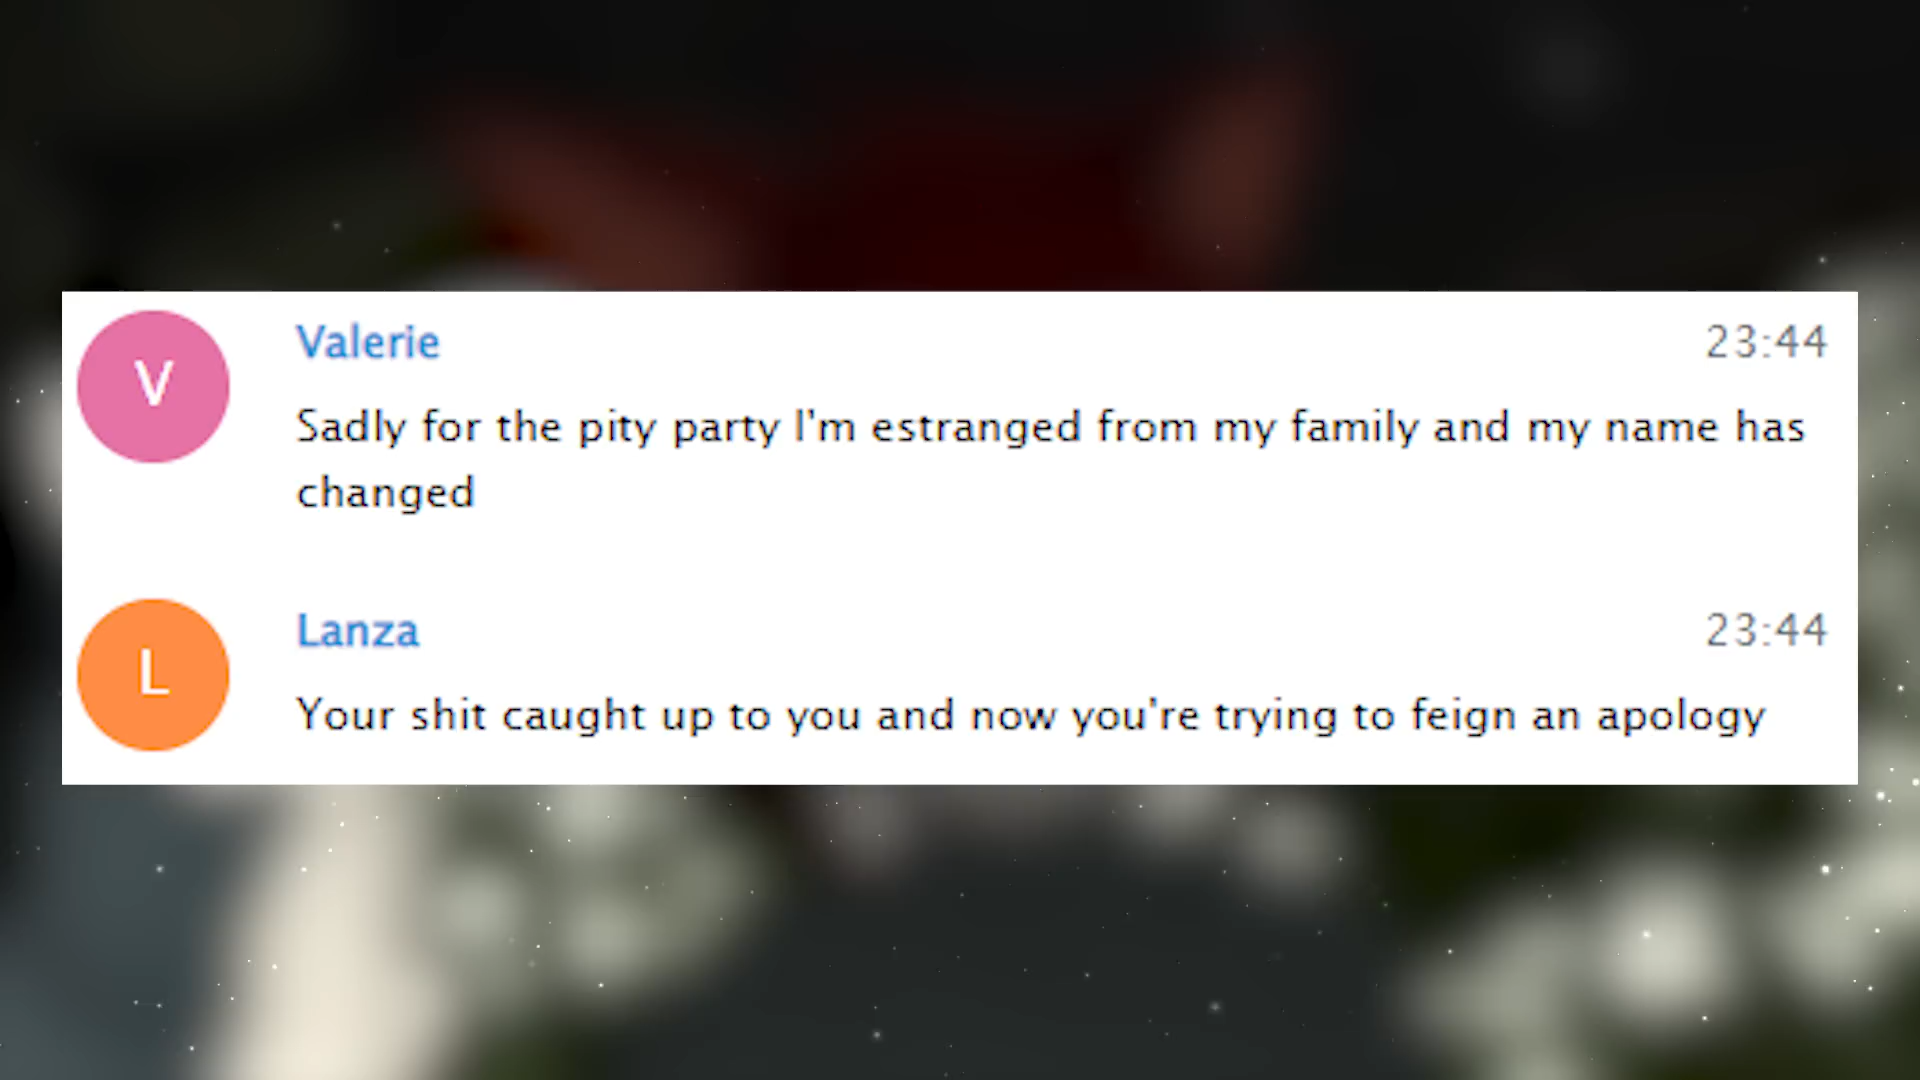 V
Valerie 23:44
Sadly for the pity party I'm estranged from my family and my name has
changed
L
Lanza 23:44
Your shit caught up to you and now you're trying to feign an apology